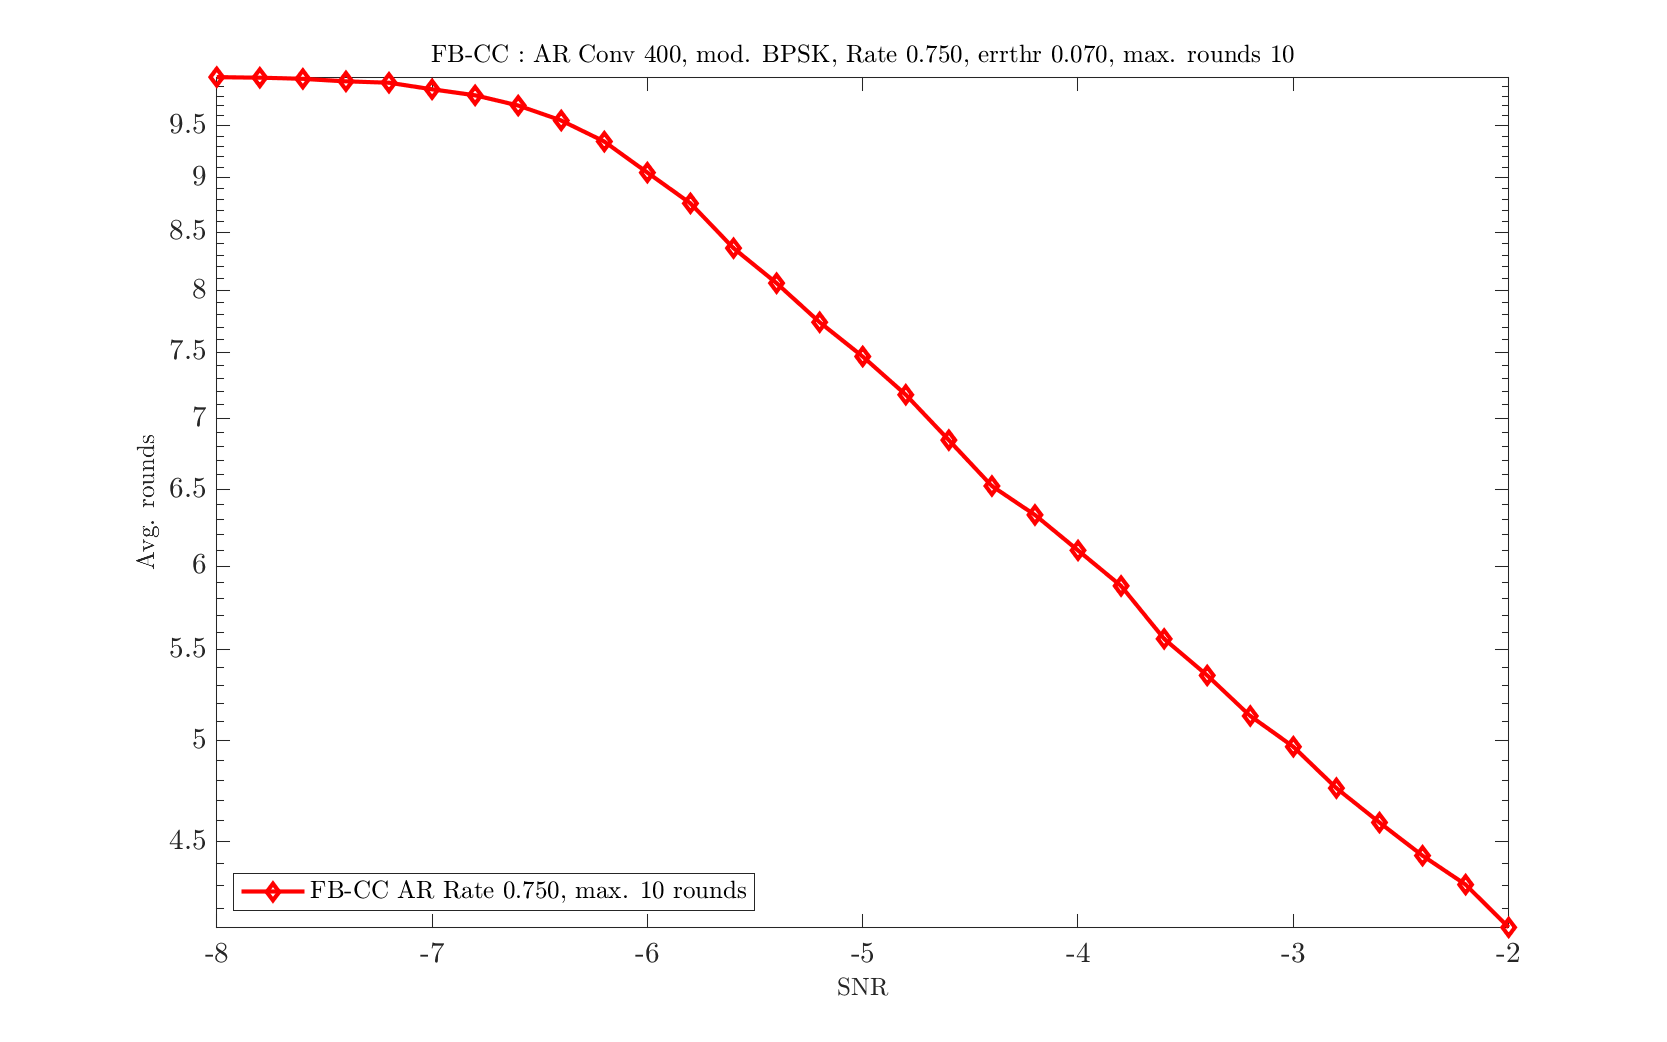 FB-CC : AR Conv 400, mod. BPSK, Rate 0.750, errthr 0.070, max. rounds 10
9.5
9
8.5
8
7.5
7
6.5
6
5.5
5
4.5
Avg. rounds
FB-CC AR Rate 0.750, max. 10 rounds
-8 -7 -6 -5 -4 -3 -2
SNR